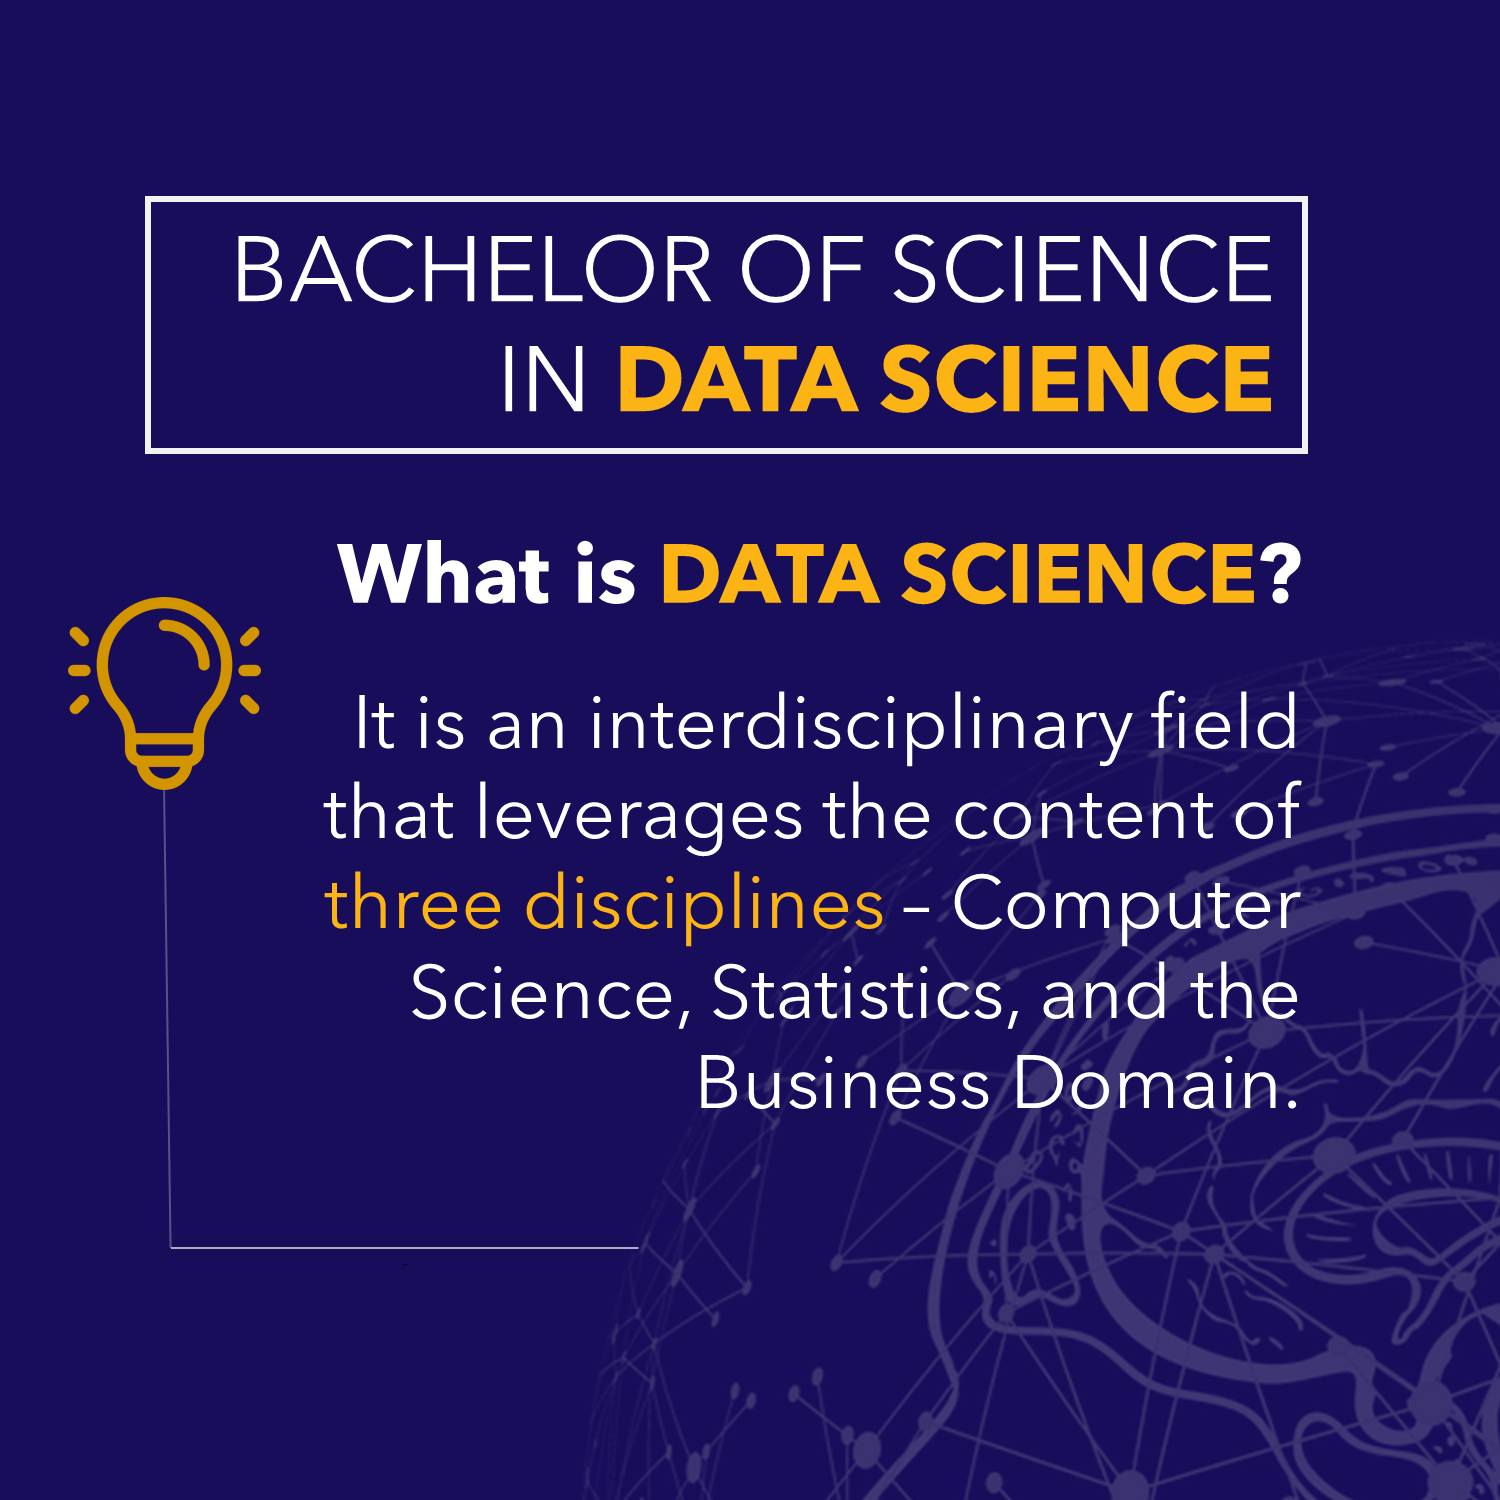 BACHELOR OF SCIENCE
IN DATA SCIENCE
What is DATA SCIENCE?
It is an interdisciplinary field
that leverages the content of
three disciplines – Computer
Science, Statistics, and the
Business Domain.